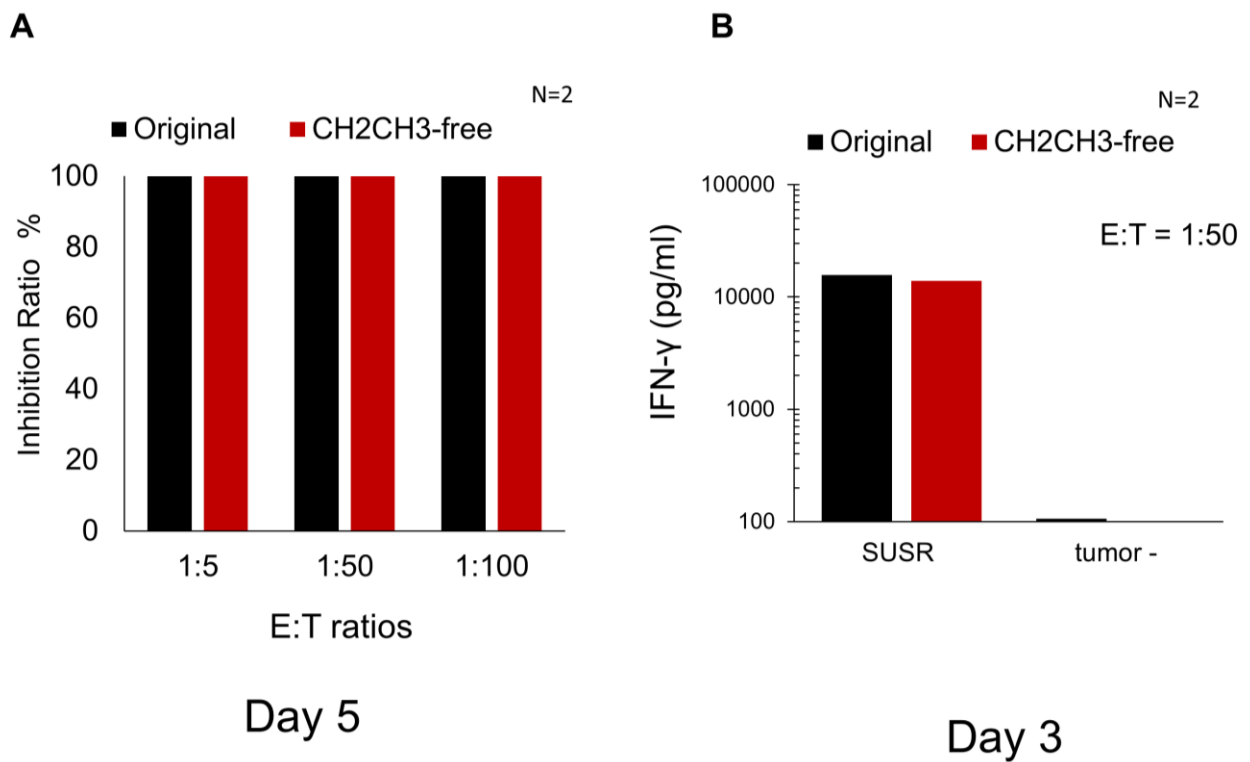 A
N=2
Original CH2CH3-free
100
80
60
40
20
0
Inhibition Ratio %
1:5 1:50 1:100
E:T ratios
Day 5
B
N=2
Original CH2CH3-free
E:T = 1:50
100000
10000
1000
100
IFN-γ (pg/ml)
SUSR tumor -
Day 3